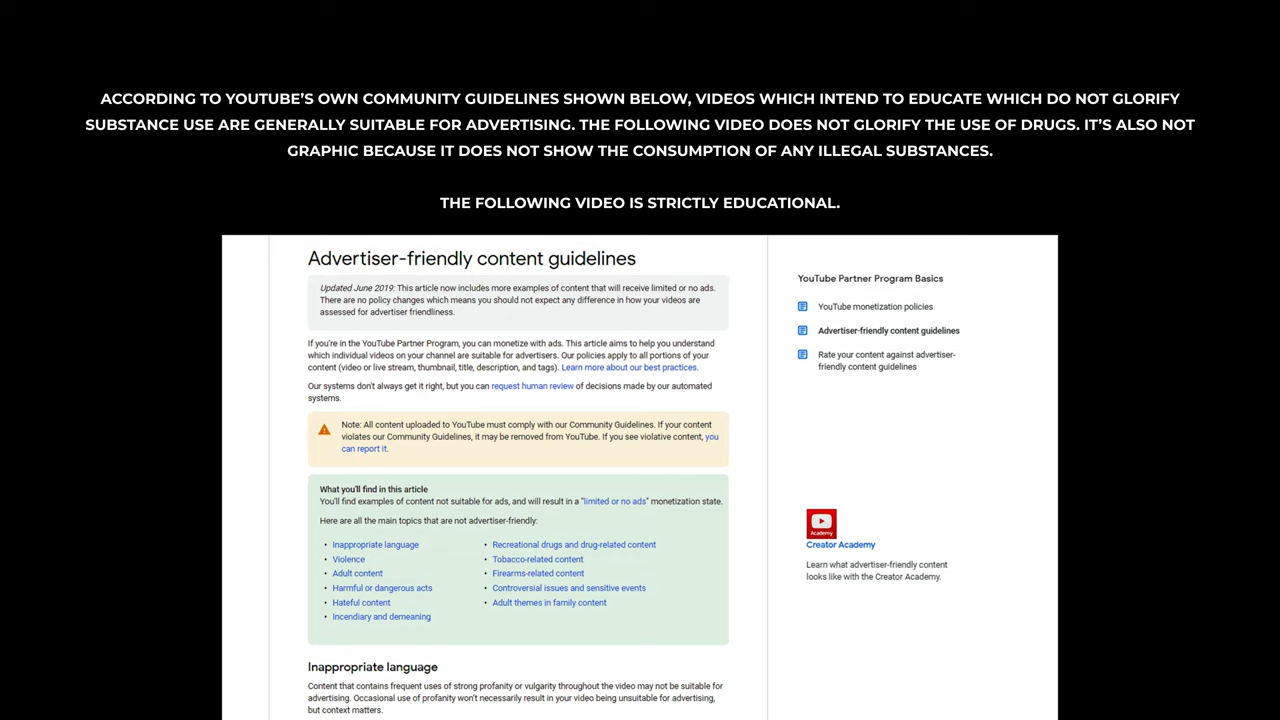 ACCORDING TO YOUTUBE'S OWN COMMUNITY GUIDELINES SHOWN BELOW, VIDEOS WHICH INTEND TO EDUCATE WHICH DO NOT GLORIFY
SUBSTANCE USE ARE GENERALLY SUITABLE FOR ADVERTISING. THE FOLLOWING VIDEO DOES NOT GLORIFY THE USE OF DRUGS. IT'S ALSO NOT
GRAPHIC BECAUSE IT DOES NOT SHOW THE CONSUMPTION OF ANY ILLEGAL SUBSTANCES.
THE FOLLOWING VIDEO IS STRICTLY EDUCATIONAL.
Advertiser-friendly content guidelines
Updated June 2019: This article now includes more examples of content that will receive limited or no ads.
There are no policy changes which means you should not expect any difference in how your videos are
assessed for advertiser friendliness.
If you're in the YouTube Partner Program, you can monetize with ads. This article aims to help you understand
which individual videos on your channel are suitable for advertisers. Our policies apply to all portions of your
content (video or live stream, thumbnail, title, description, and tags). Learn more about our best practices.
Our systems don't always get it right, but you can request human review of decisions made by our automated
systems.
Note: All content uploaded to YouTube must comply with our Community Guidelines. If your content
violates our Community Guidelines, it may be removed from YouTube. If you see violative content, you
can report it.
What you'll find in this article
You'll find examples of content not suitable for ads, and will result in a "limited or no ads" monetization state.
Here are all the main topics that are not advertiser-friendly:
• Inappropriate language
• Violence
• Adult content
• Harmful or dangerous acts
• Hateful content
• Incendiary and demeaning
• Recreational drugs and drug-related content
• Tobacco-related content
• Firearms-related content
• Controversial issues and sensitive events
• Adult themes in family content
Inappropriate language
Content that contains frequent uses of strong profanity or vulgarity throughout the video may not be suitable for
advertising. Occasional use of profanity won't necessarily result in your video being unsuitable for advertising,
but context matters.
YouTube Partner Program Basics
YouTube monetization policies
Advertiser-friendly content guidelines
Rate your content against advertiser-
friendly content guidelines
Academy
Creator Academy
Learn what advertiser-friendly content
looks like with the Creator Academy.